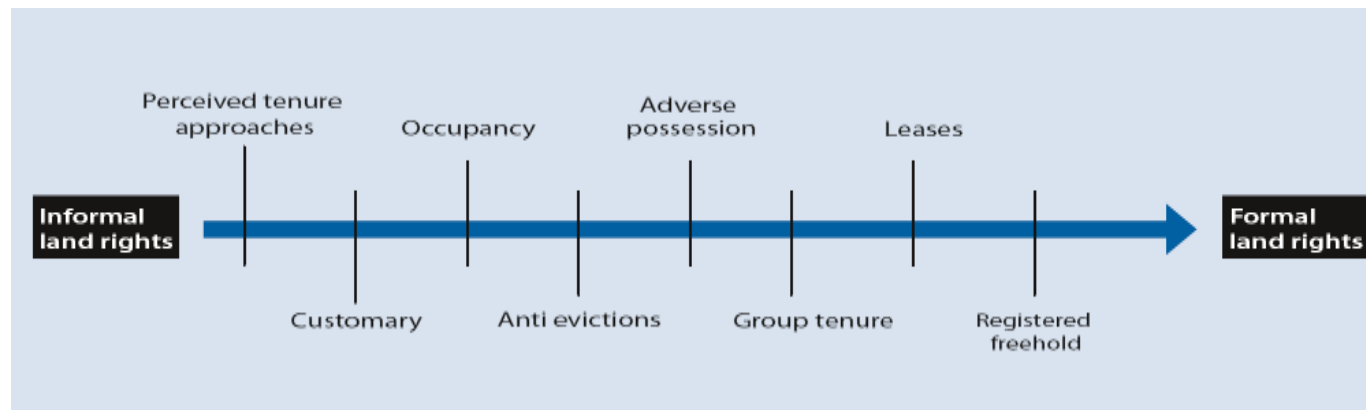 Perceived tenure
approaches
Occupancy
Adverse
possession
Leases
Informal
land rights
Formal
land rights
Customary
Anti evictions
Group tenure
Registered
freehold